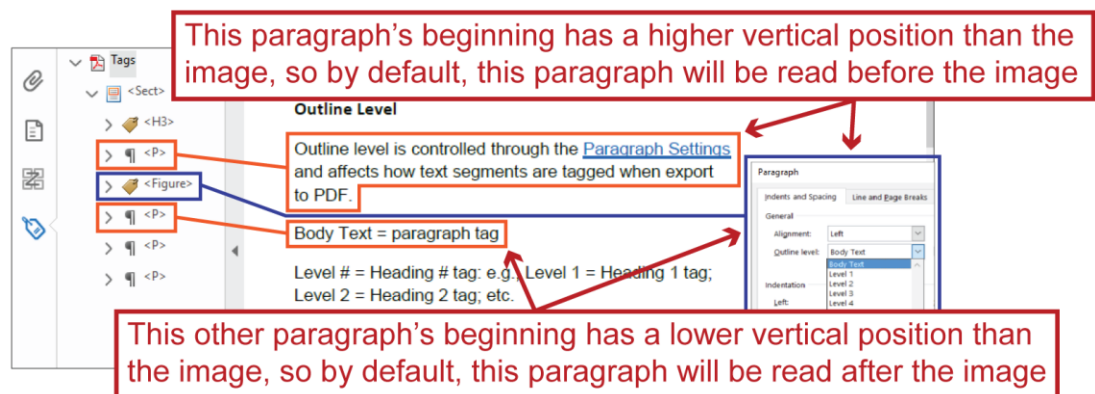 This paragraph’s beginning has a higher vertical position than the
image, so by default, this paragraph will be read before the image
Tags
<Sect>
<H3>
<P>
<Figure>
<P>
<P>
<P>
Outline Level
Outline level is controlled through the Paragraph Settings
and affects how text segments are tagged when export
to PDF.
Body Text = paragraph tag
Level # = Heading # tag: e.g., Level 1 = Heading 1 tag;
Level 2 = Heading 2 tag; etc.
Paragraph
Indents and Spacing Line and Page Breaks
General
Alignment: Left
Outline level: Body Text
Body Text
Level 1
Level 2
Indentation
Level 3
Left:
Level 4
This other paragraph’s beginning has a lower vertical position than
the image, so by default, this paragraph will be read after the image